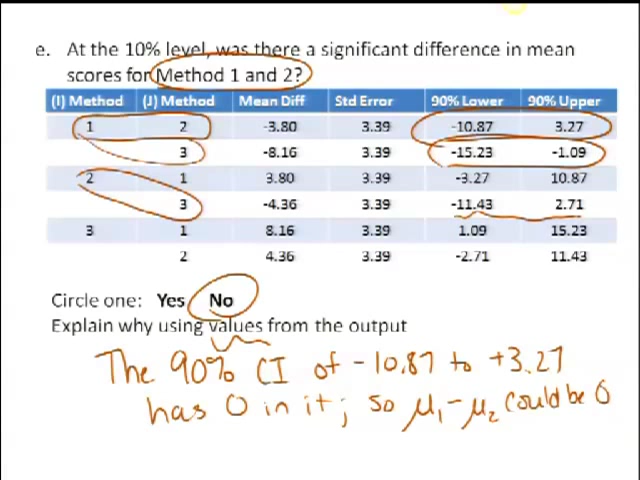 e. At the 10% level, was there a significant difference in mean
scores for Method 1 and 2?
(I) Method (J) Method Mean Diff Std Error 90% Lower 90% Upper
1 2 -3.80 3.39 -10.87 3.27
3 -8.16 3.39 -15.23 -1.09
2 1 3.80 3.39 -3.27 10.87
3 -4.36 3.39 -11.43 2.71
3 1 8.16 3.39 1.09 15.23
2 4.36 3.39 -2.71 11.43
Circle one: Yes No
Explain why using values from the output
The 90% CI of -10.87 to +3.27
has 0 in it; so μ₁-μ₂ could be 0